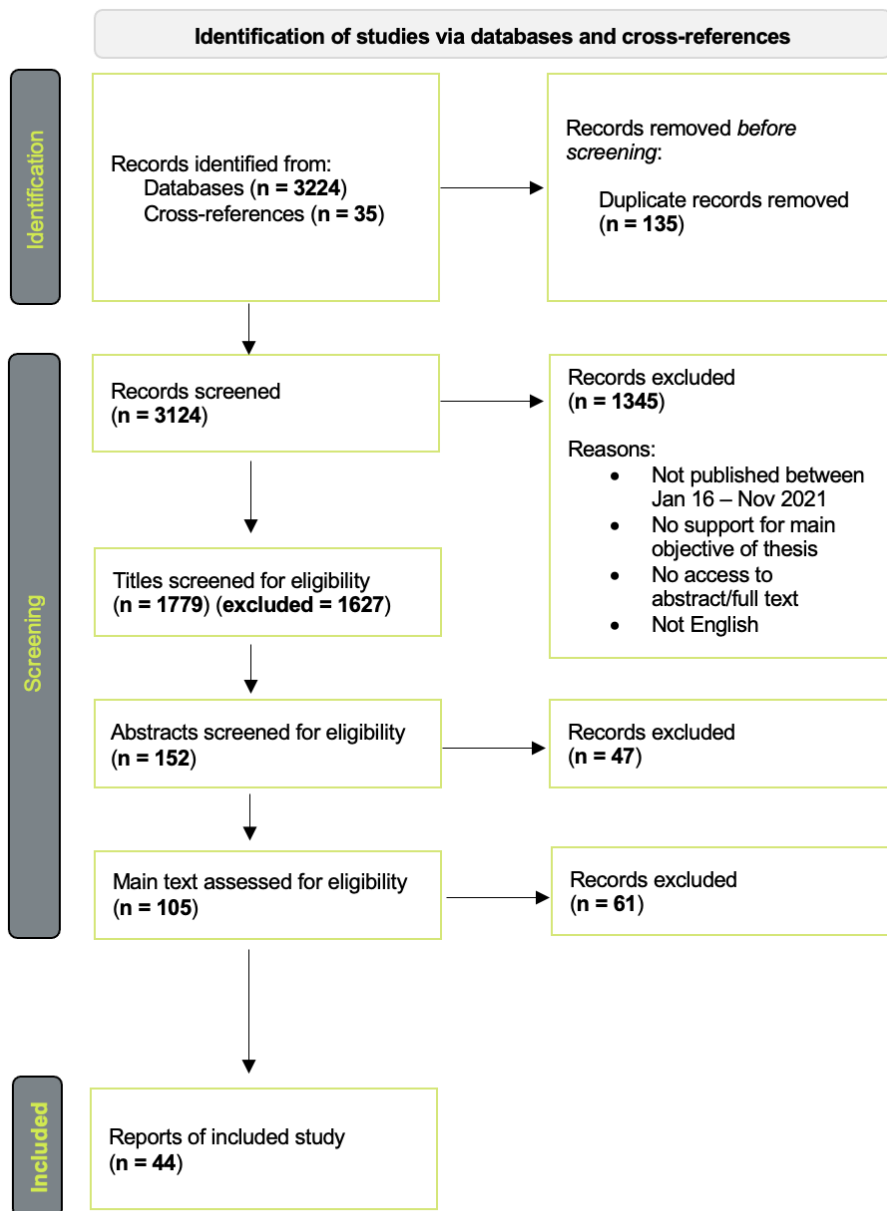 Identification of studies via databases and cross-references
Identification
Records identified from:
Databases (n = 3224)
Cross-references (n = 35)
Records removed before
screening:
Duplicate records removed
(n = 135)
Screening
Records screened
(n = 3124)
Records excluded
(n = 1345)
Reasons:
• Not published between
Jan 16 – Nov 2021
• No support for main
objective of thesis
• No access to
abstract/full text
• Not English
Titles screened for eligibility
(n = 1779) (excluded = 1627)
Abstracts screened for eligibility
(n = 152)
Records excluded
(n = 47)
Main text assessed for eligibility
(n = 105)
Records excluded
(n = 61)
Included
Reports of included study
(n = 44)